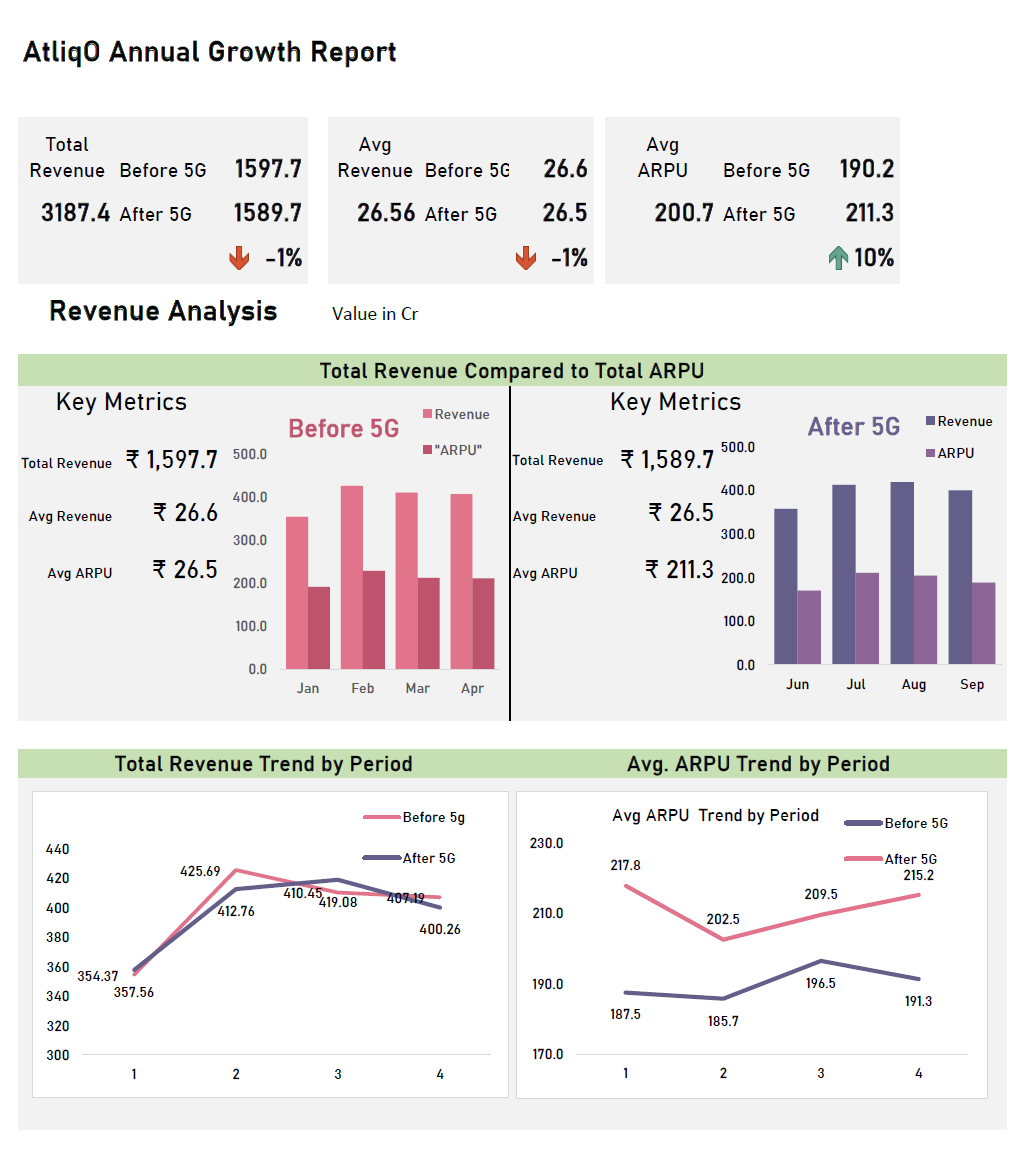 AtliqO Annual Growth Report
Total
Revenue Before 5G 1597.7
3187.4 After 5G 1589.7
-1%
Avg
Revenue Before 5G 26.6
26.56 After 5G 26.5
-1%
Avg
ARPU Before 5G 190.2
200.7 After 5G 211.3
10%
Revenue Analysis Value in Cr
Total Revenue Compared to Total ARPU
Key Metrics
Total Revenue ₹ 1,597.7
Avg Revenue ₹ 26.6
Avg ARPU ₹ 26.5
Before 5G
Revenue
"ARPU"
500.0
400.0
300.0
200.0
100.0
0.0
Jan Feb Mar Apr
Key Metrics
Total Revenue ₹ 1,589.7
Avg Revenue ₹ 26.5
Avg ARPU ₹ 211.3
After 5G
Revenue
ARPU
500.0
400.0
300.0
200.0
100.0
0.0
Jun Jul Aug Sep
Total Revenue Trend by Period
Before 5g
After 5G
440
420
400
380
360
340
320
300
425.69
412.76
410.45
419.08
407.19
400.26
354.37
357.56
1 2 3 4
Avg. ARPU Trend by Period
Avg ARPU Trend by Period
Before 5G
After 5G
230.0
210.0
190.0
170.0
217.8
202.5
209.5
215.2
187.5
185.7
196.5
191.3
1 2 3 4